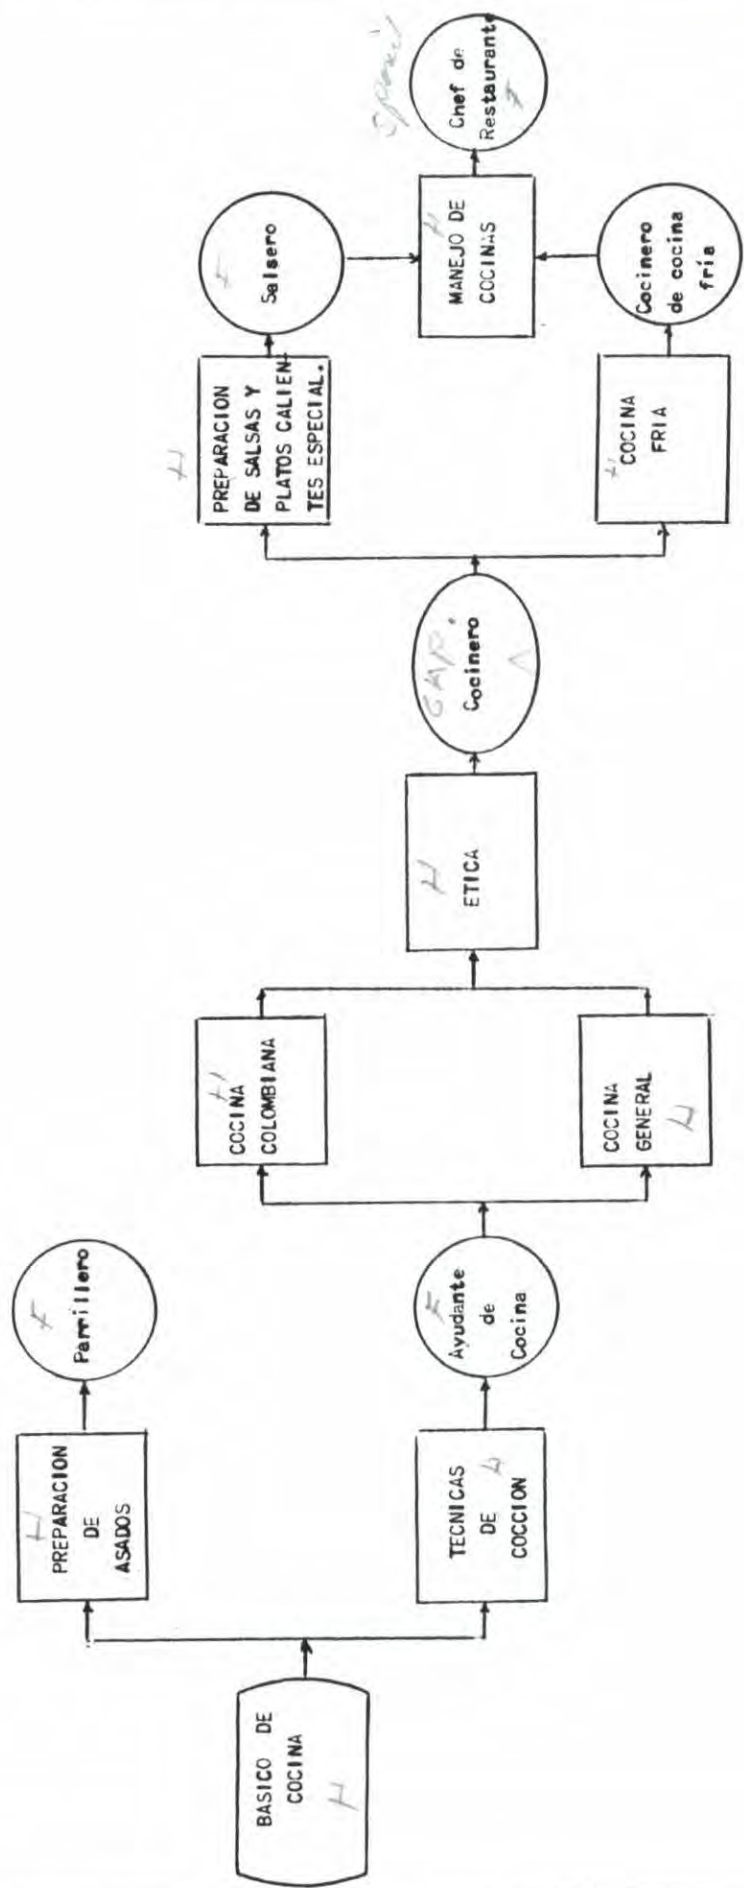 BASICO DE
COCINA
H
PREPARACION
DE
ASADOS
H
Parrillero
F
TECNICAS
DE
COCCION
H
Ayudante
de
Cocina
F
COCINA
COLOMBIANA
H
COCINA
GENERAL
H
ETICA
H
CAP.
Cocinero
PREPARACION
DE SALSAS Y
PLATOS CALIEN-
TES ESPECIAL.
H
Salsero
F
COCINA
FRIA
H
Cocinero
de cocina
fría
MANEJO DE
COCINAS
H
Chef de
Restaurante
F